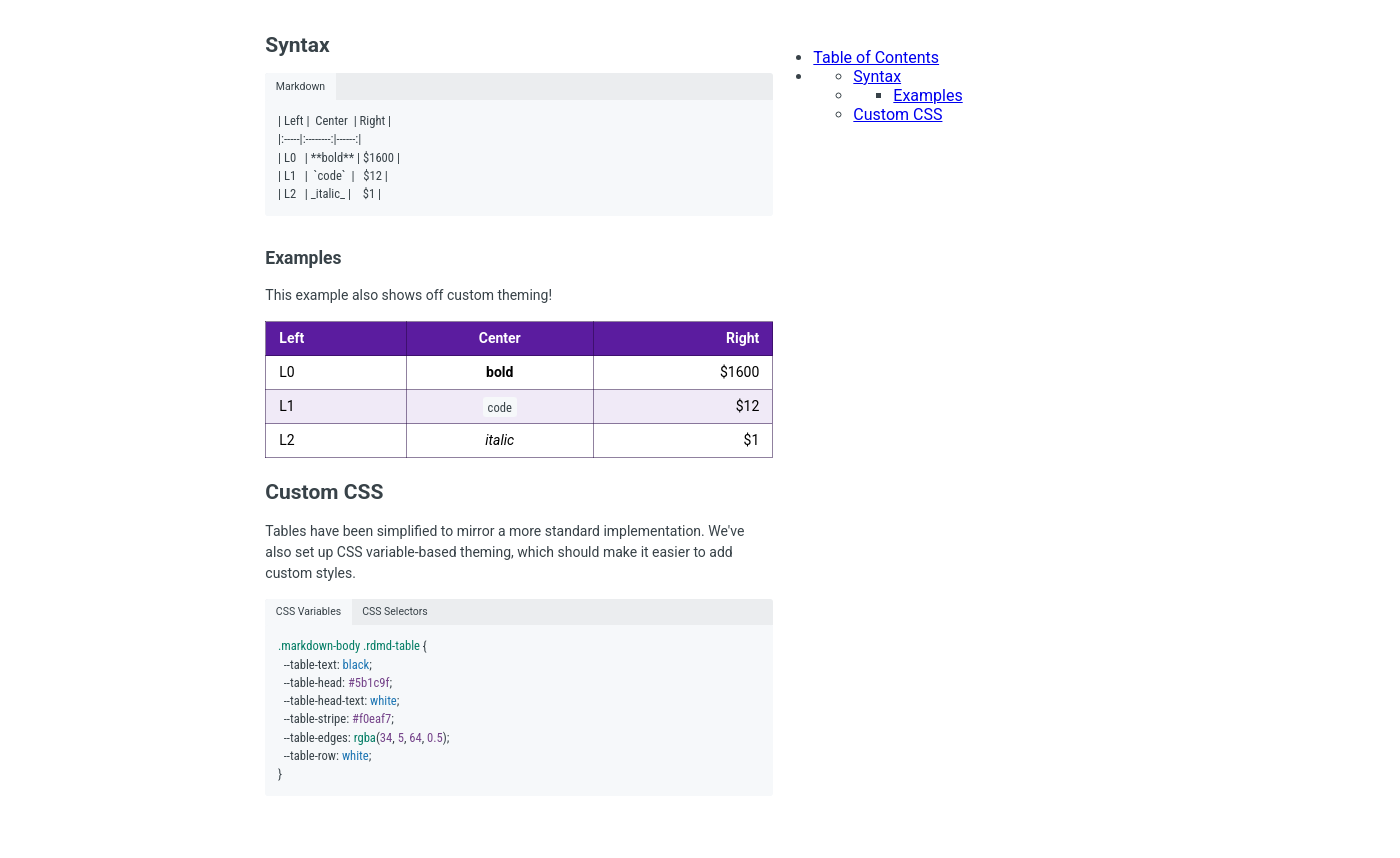 Syntax
Markdown
| Left |  Center  | Right |
|:-----|:--------:|------:|
| L0   | **bold** | $1600 |
| L1   |  `code`  |   $12 |
| L2   | _italic_ |    $1 |
Examples
This example also shows off custom theming!
Left Center Right
L0 bold $1600
L1 code $12
L2 italic $1
Custom CSS
Tables have been simplified to mirror a more standard implementation. We've
also set up CSS variable-based theming, which should make it easier to add
custom styles.
CSS Variables CSS Selectors
.markdown-body .rdmd-table {
  --table-text: black;
  --table-head: #5b1c9f;
  --table-head-text: white;
  --table-stripe: #f0eaf7;
  --table-edges: rgba(34, 5, 64, 0.5);
  --table-row: white;
}
Table of Contents
Syntax
Examples
Custom CSS